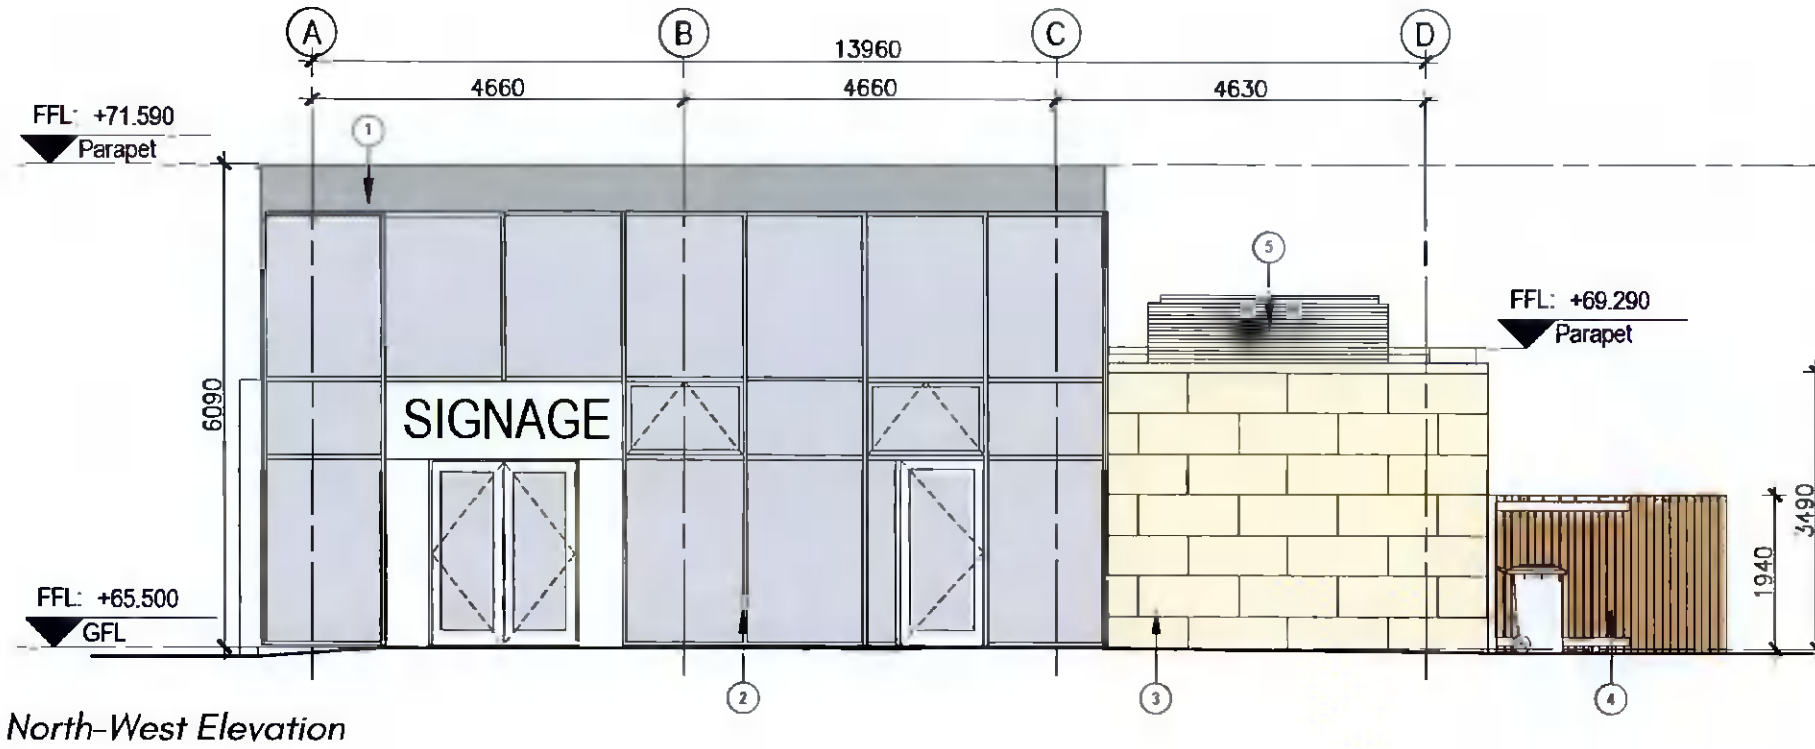 A B C D
13960
4660 4660 4630
FFL: +71.590
Parapet
1
5
FFL: +69.290
Parapet
6090
SIGNAGE
3490
1940
FFL: +65.500
GFL
2 3 4
North-West Elevation